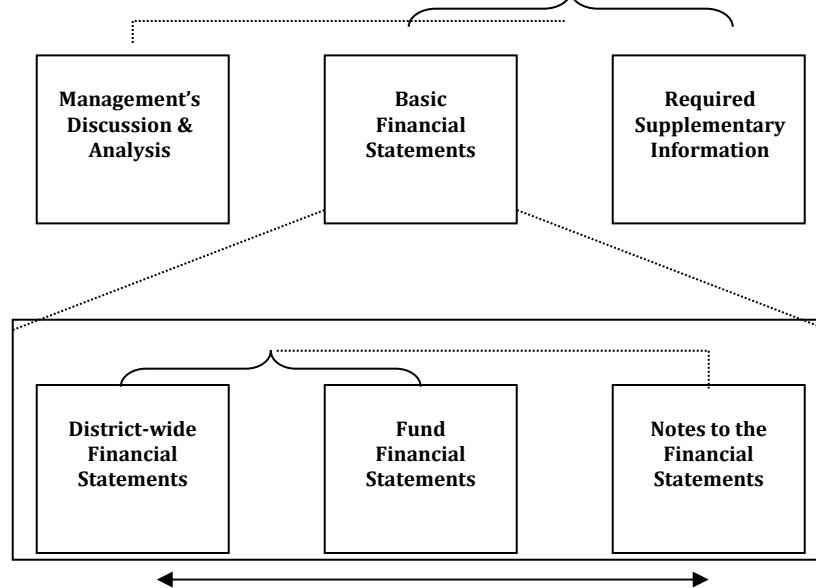 Management’s
Discussion &
Analysis
Basic
Financial
Statements
Required
Supplementary
Information
District-wide
Financial
Statements
Fund
Financial
Statements
Notes to the
Financial
Statements